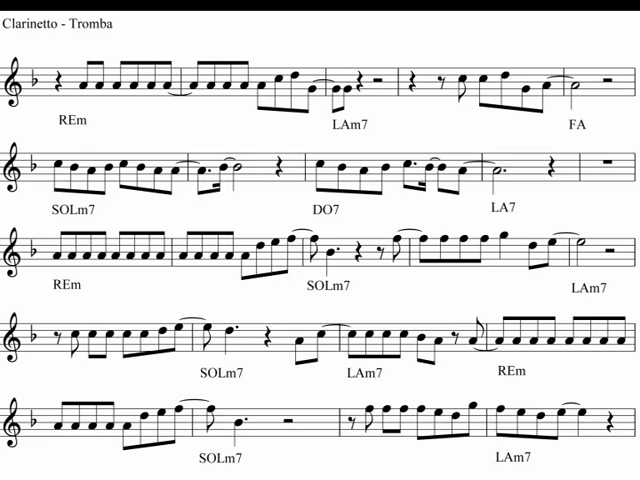 Clarinetto - Tromba
REm LAm7 FA
SOLm7 DO7 LA7
REm SOLm7 LAm7
SOLm7 LAm7 REm
SOLm7 LAm7